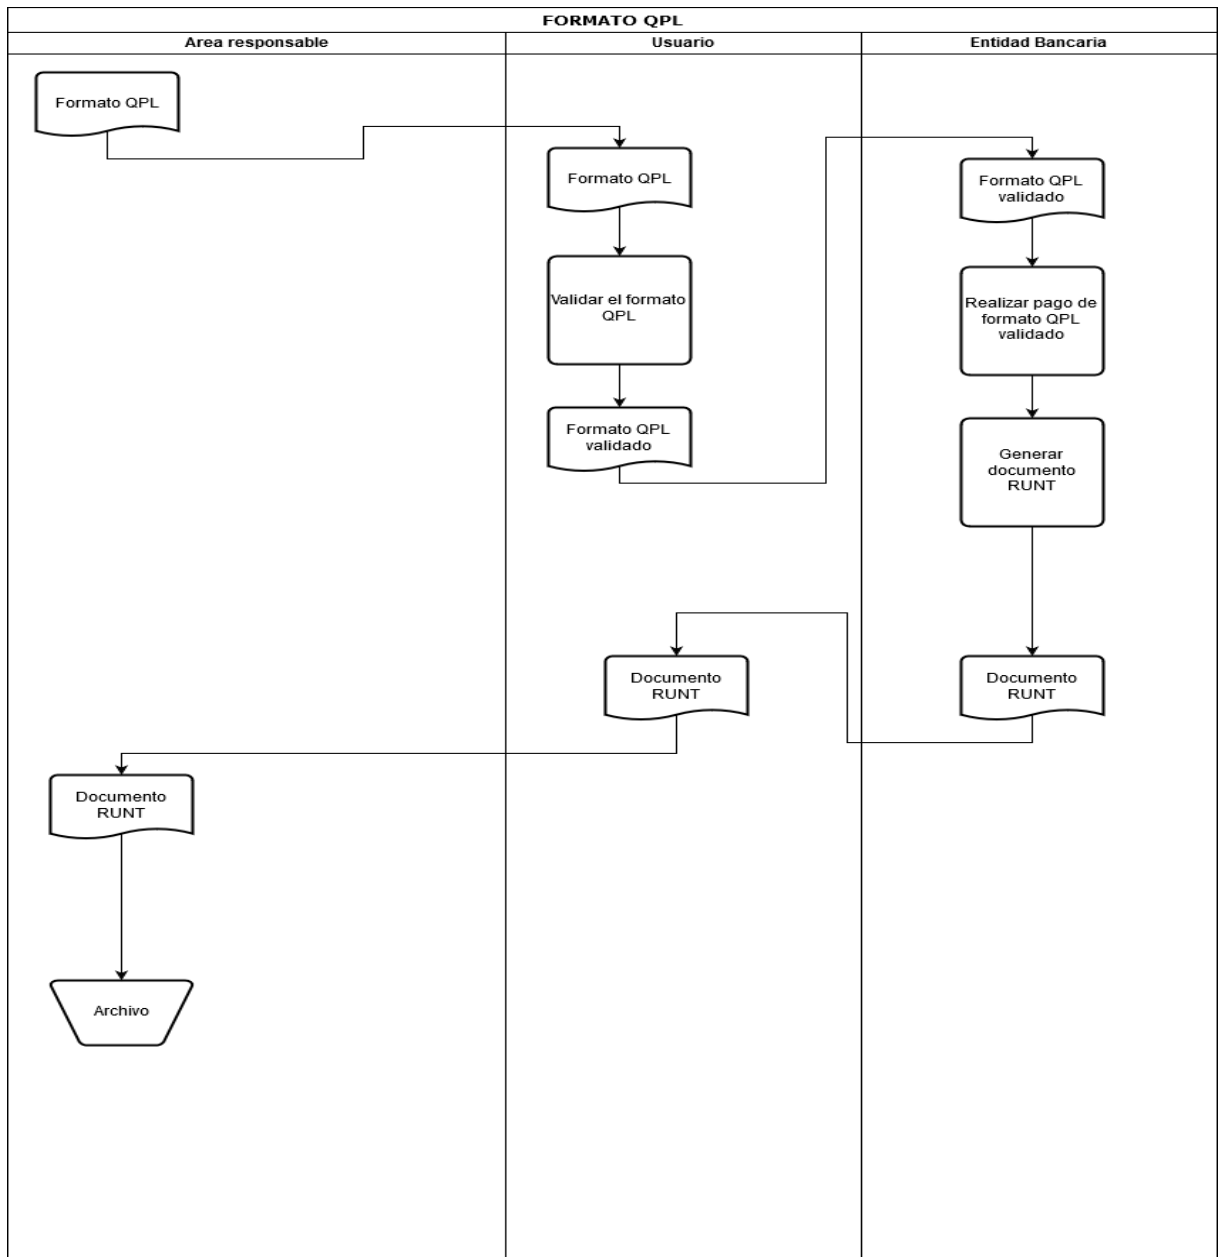 FORMATO QPL
Area responsable
Usuario
Entidad Bancaria
Formato QPL
Formato QPL
Validar el formato
QPL
Formato QPL
validado
Formato QPL
validado
Realizar pago de
formato QPL
validado
Generar
documento
RUNT
Documento
RUNT
Documento
RUNT
Documento
RUNT
Archivo